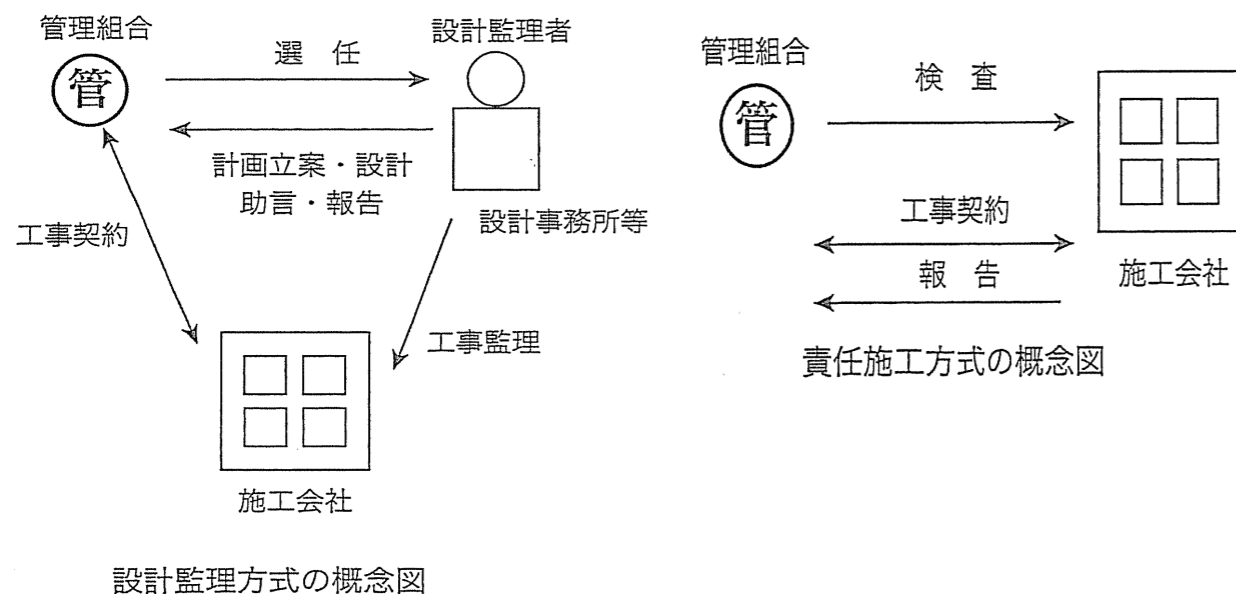 管理組合
管
選 任
設計監理者
計画立案・設計
助言・報告
設計事務所等
工事契約
工事監理
施工会社
設計監理方式の概念図
管理組合
管
検 査
工事契約
報 告
施工会社
責任施工方式の概念図